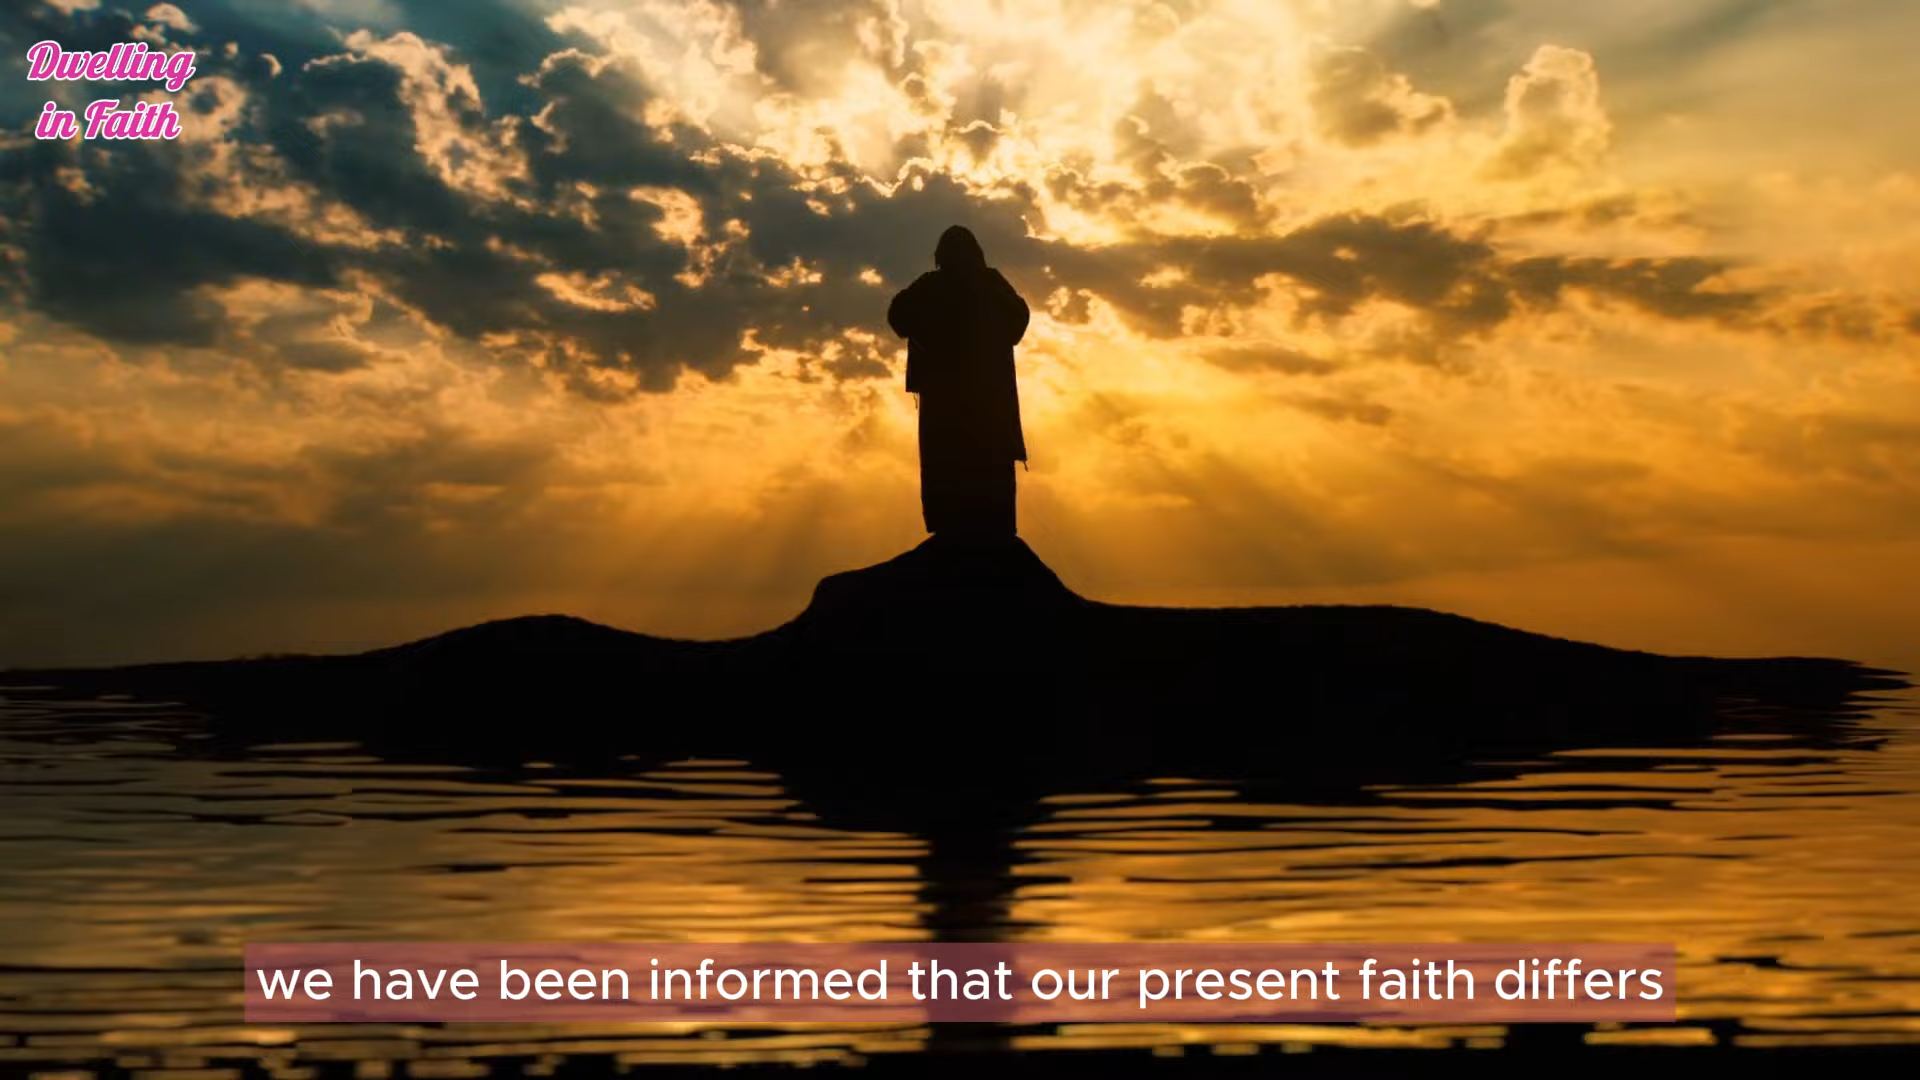 Dwelling
in Faith
we have been informed that our present faith differs